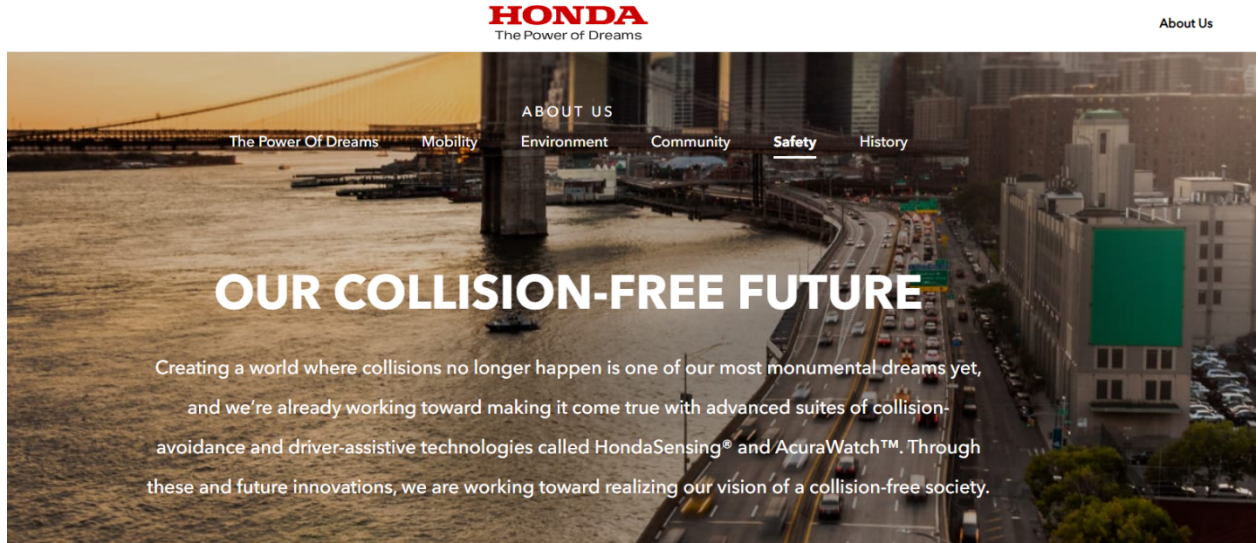 HONDA
The Power of Dreams
About Us
ABOUT US
The Power Of Dreams
Mobility
Environment
Community
Safety
History
OUR COLLISION-FREE FUTURE
Creating a world where collisions no longer happen is one of our most monumental dreams yet,
and we’re already working toward making it come true with advanced suites of collision-
avoidance and driver-assistive technologies called HondaSensing® and AcuraWatch™. Through
these and future innovations, we are working toward realizing our vision of a collision-free society.